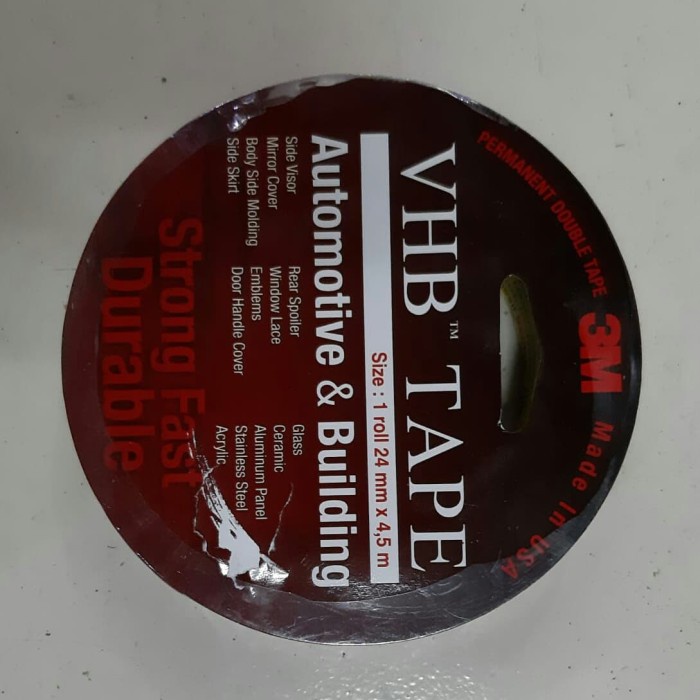 PERMANENT DOUBLE TAPE 3M Made In USA
VHB™ TAPE
Size : 1 roll 24 mm x 4,5 m
Automotive & Building
Side Visor
Mirror Cover
Body Side Molding
Side Skirt
Rear Spoiler
Window Lace
Emblems
Door Handle Cover
Glass
Ceramic
Aluminum Panel
Stainless Steel
Acrylic
Strong Fast
Durable